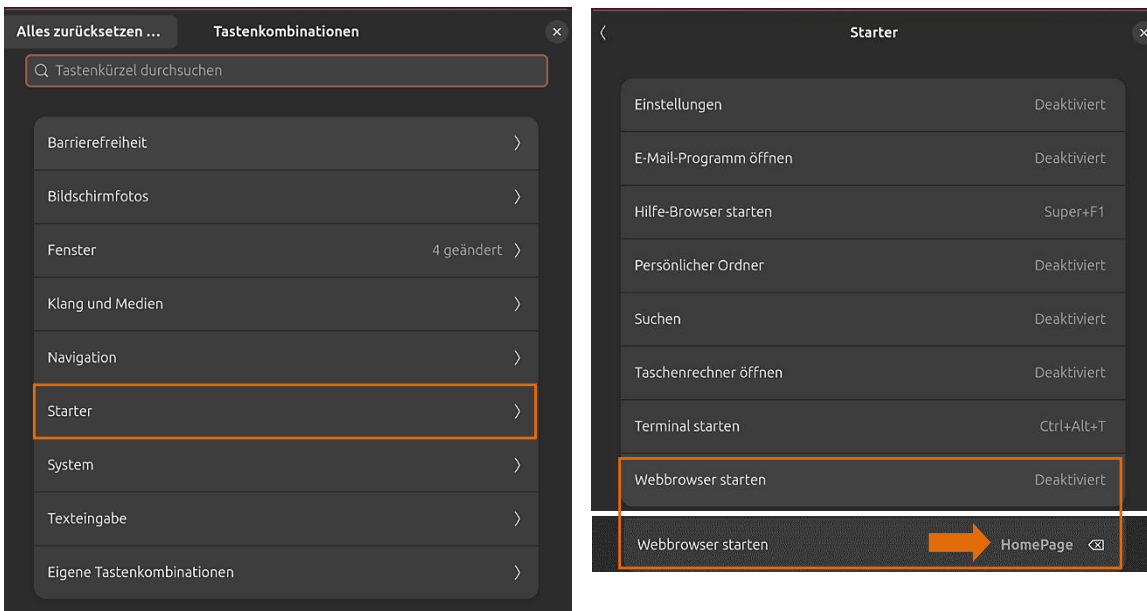 Alles zurücksetzen ... Tastenkombinationen
Tastenkürzel durchsuchen
Barrierefreiheit
Bildschirmfotos
Fenster 4 geändert
Klang und Medien
Navigation
Starter
System
Texteingabe
Eigene Tastenkombinationen
Starter
Einstellungen Deaktiviert
E-Mail-Programm öffnen Deaktiviert
Hilfe-Browser starten Super+F1
Persönlicher Ordner Deaktiviert
Suchen Deaktiviert
Taschenrechner öffnen Deaktiviert
Terminal starten Ctrl+Alt+T
Webbrowser starten Deaktiviert
Webbrowser starten HomePage